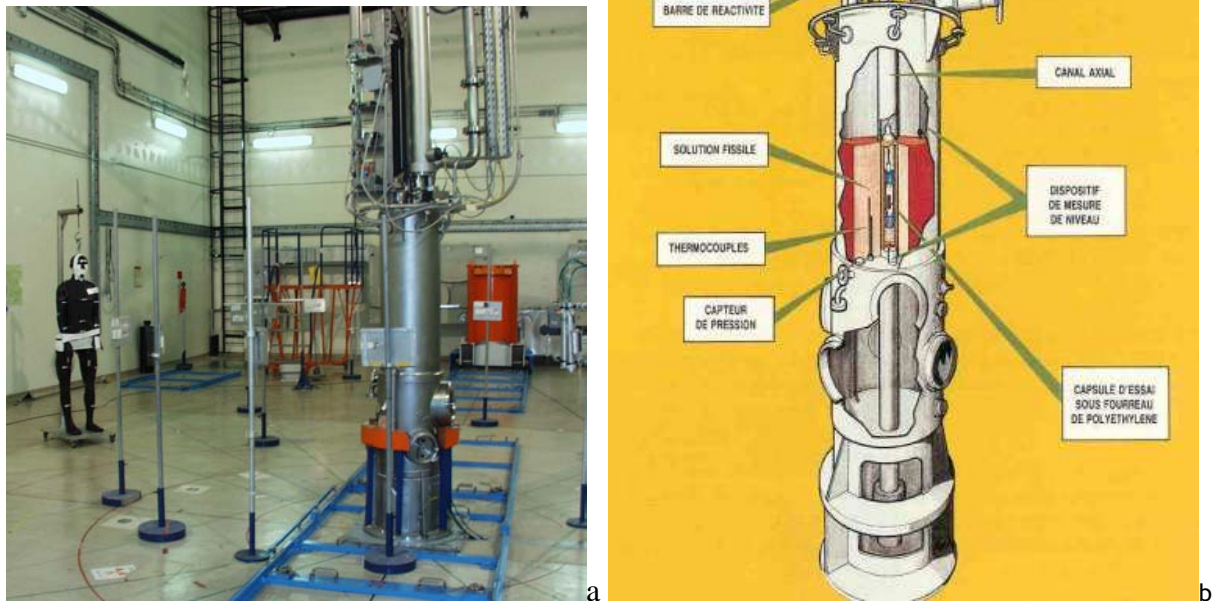 BARRE DE REACTIVITE
CANAL AXIAL
SOLUTION FISSILE
DISPOSITIF
DE MESURE
DE NIVEAU
THERMOCOUPLES
CAPTEUR
DE PRESSION
CAPSULE D'ESSAI
SOUS FOURREAU
DE POLYETHYLENE
a
b